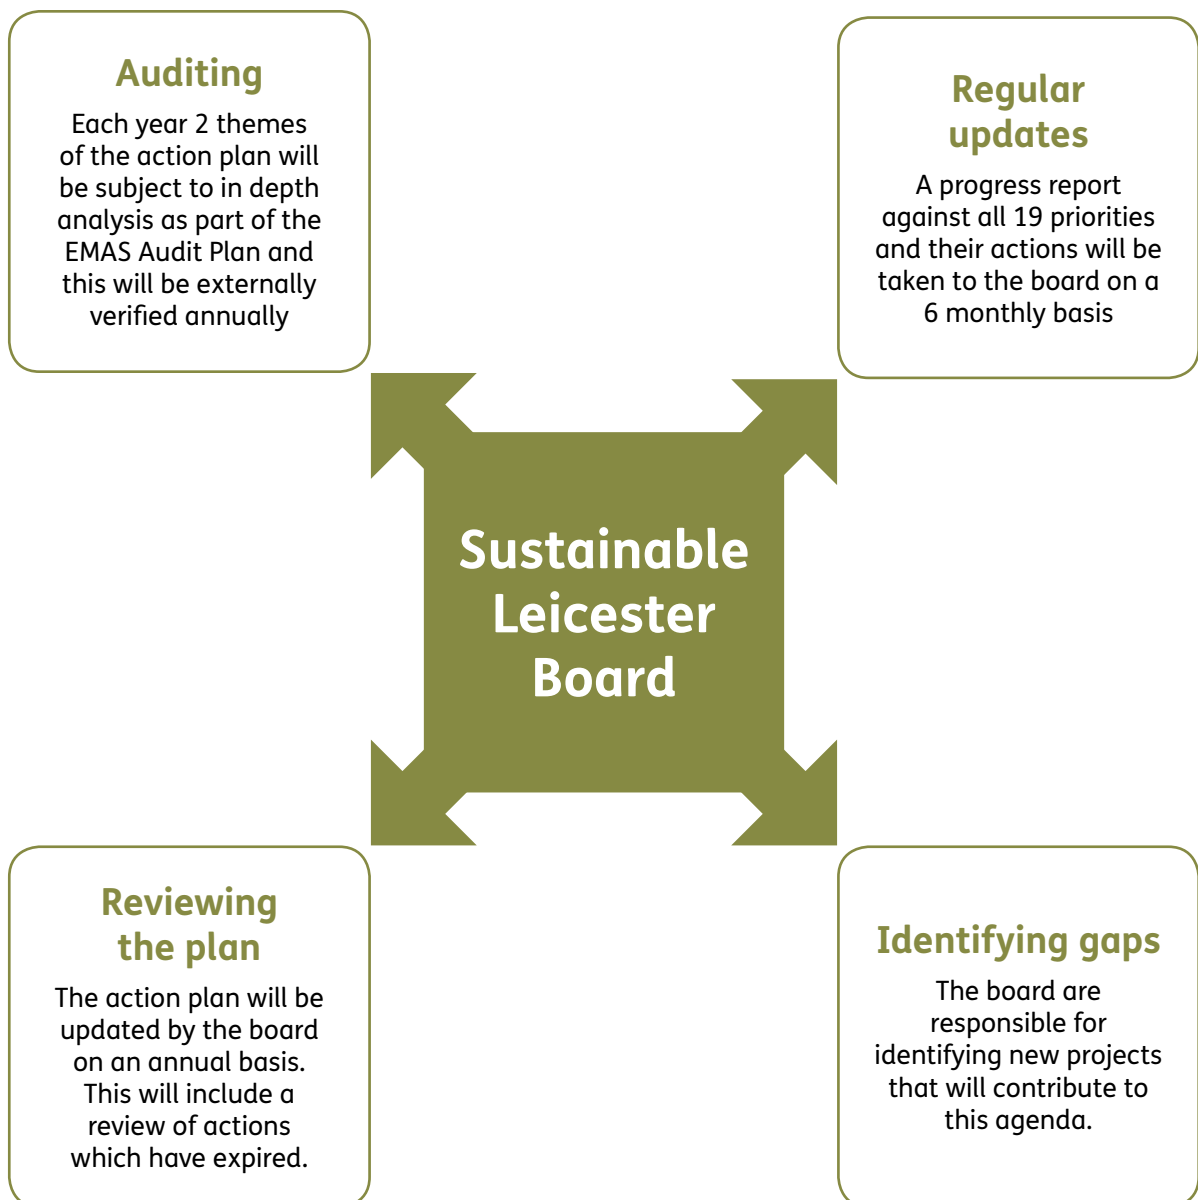 Auditing
Each year 2 themes
of the action plan will
be subject to in depth
analysis as part of the
EMAS Audit Plan and
this will be externally
verified annually
Regular
updates
A progress report
against all 19 priorities
and their actions will be
taken to the board on a
6 monthly basis
Sustainable
Leicester
Board
Reviewing
the plan
The action plan will be
updated by the board
on an annual basis.
This will include a
review of actions
which have expired.
Identifying gaps
The board are
responsible for
identifying new projects
that will contribute to
this agenda.